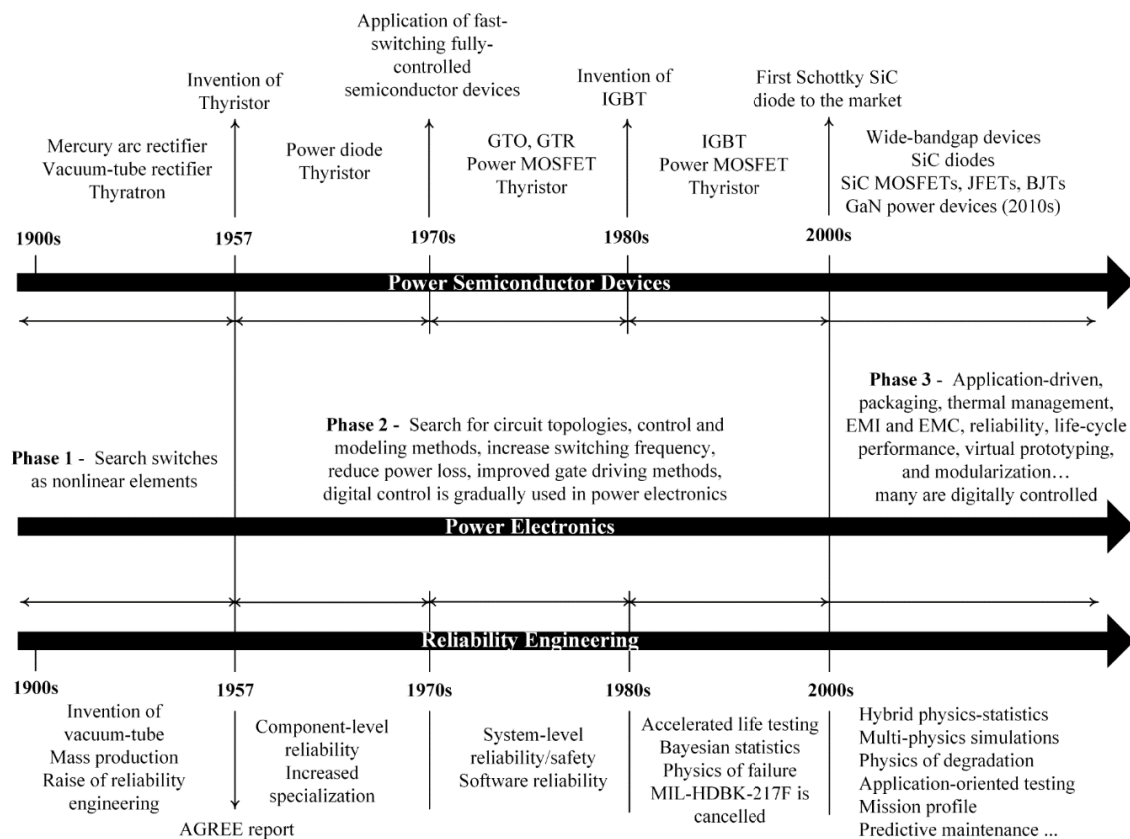 Application of fast-
switching fully-
controlled
semiconductor devices
Invention of
Thyristor
Invention of
IGBT
First Schottky SiC
diode to the market
Mercury arc rectifier
Vacuum-tube rectifier
Thyratron
Power diode
Thyristor
GTO, GTR
Power MOSFET
Thyristor
IGBT
Power MOSFET
Thyristor
Wide-bandgap devices
SiC diodes
SiC MOSFETs, JFETs, BJTs
GaN power devices (2010s)
1900s
1957
1970s
1980s
2000s
Power Semiconductor Devices
Phase 1 - Search switches
as nonlinear elements
Phase 2 - Search for circuit topologies, control and
modeling methods, increase switching frequency,
reduce power loss, improved gate driving methods,
digital control is gradually used in power electronics
Phase 3 - Application-driven,
packaging, thermal management,
EMI and EMC, reliability, life-cycle
performance, virtual prototyping,
and modularization…
many are digitally controlled
Power Electronics
Reliability Engineering
1900s
1957
1970s
1980s
2000s
Invention of
vacuum-tube
Mass production
Raise of reliability
engineering
AGREE report
Component-level
reliability
Increased
specialization
System-level
reliability/safety
Software reliability
Accelerated life testing
Bayesian statistics
Physics of failure
MIL-HDBK-217F is
cancelled
Hybrid physics-statistics
Multi-physics simulations
Physics of degradation
Application-oriented testing
Mission profile
Predictive maintenance ...